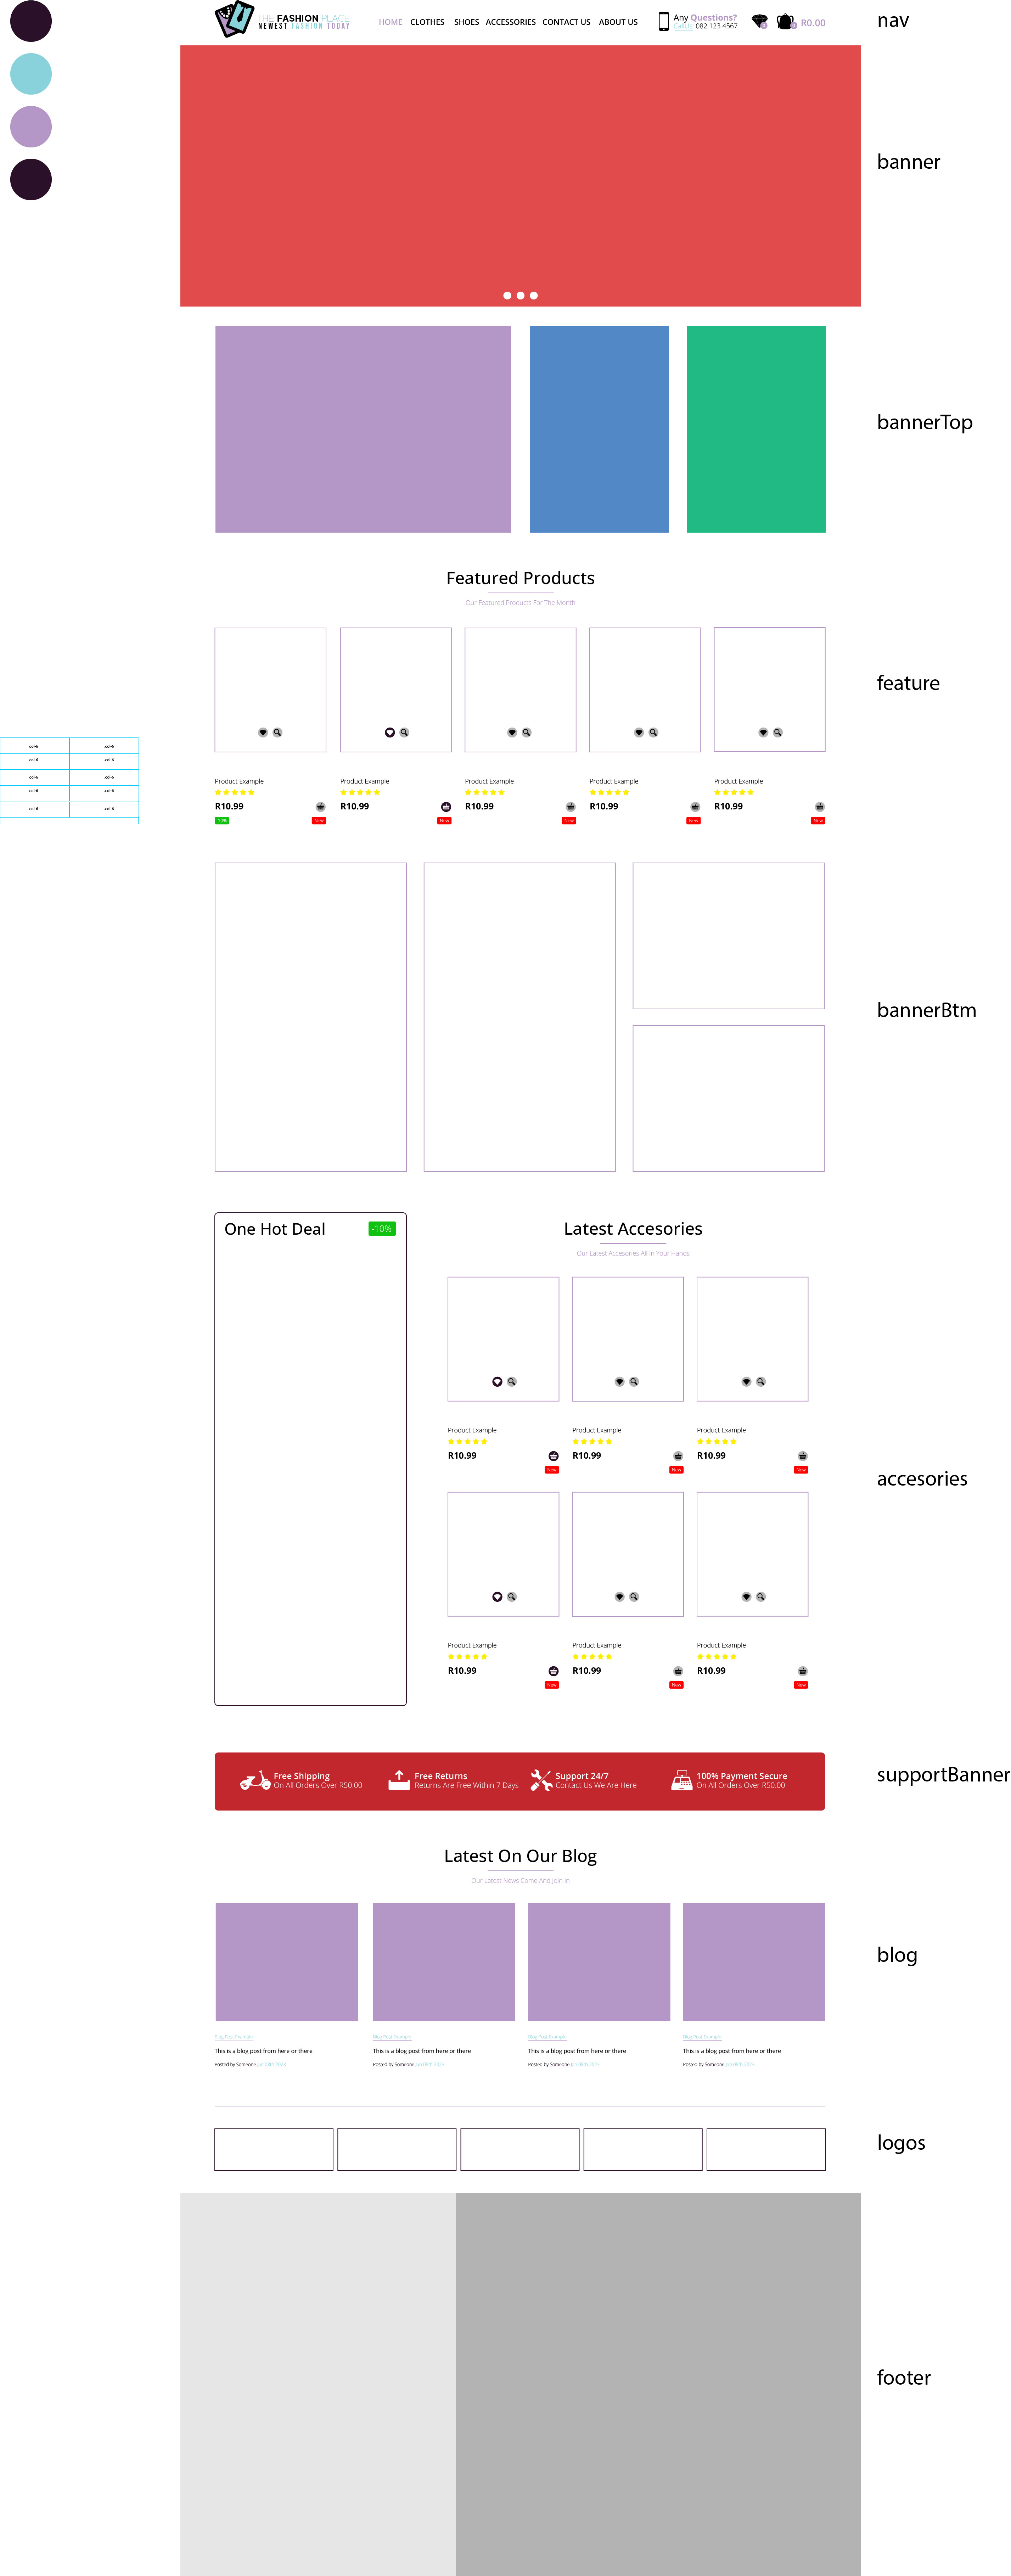 THE FASHION PLACE
NEWEST FASHION TODAY
HOME CLOTHES SHOES ACCESSORIES CONTACT US ABOUT US
Any Questions?
Call Us 082 123 4567
R0.00
nav
banner
bannerTop
Featured Products
Our Featured Products For The Month
feature
.col-6 .col-6
.col-6 .col-6
.col-6 .col-6
.col-6 .col-6
.col-6 .col-6
Product Example Product Example Product Example Product Example Product Example
R10.99 R10.99 R10.99 R10.99 R10.99
-10% New New New New New
bannerBtm
One Hot Deal -10%
Latest Accesories
Our Latest Accesories All In Your Hands
Product Example Product Example Product Example
R10.99 R10.99 R10.99
New New New
accesories
Product Example Product Example Product Example
R10.99 R10.99 R10.99
New New New
Free Shipping
On All Orders Over R50.00
Free Returns
Returns Are Free Within 7 Days
Support 24/7
Contact Us We Are Here
100% Payment Secure
On All Orders Over R50.00
supportBanner
Latest On Our Blog
Our Latest News Come And Join In
blog
Blog Post Example Blog Post Example Blog Post Example Blog Post Example
This is a blog post from here or there This is a blog post from here or there This is a blog post from here or there This is a blog post from here or there
Posted by Someone Posted by Someone Posted by Someone Posted by Someone
logos
footer